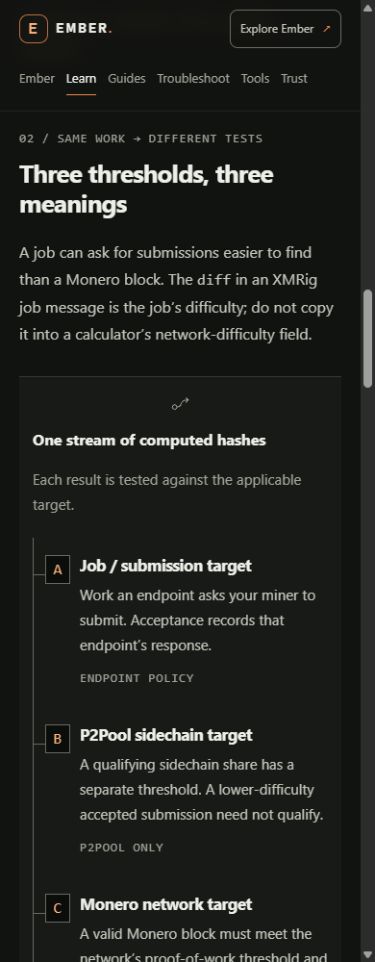 E EMBER.
Explore Ember ↗
Ember Learn Guides Troubleshoot Tools Trust
02 / SAME WORK → DIFFERENT TESTS
Three thresholds, three
meanings
A job can ask for submissions easier to find
than a Monero block. The diff in an XMRig
job message is the job’s difficulty; do not copy
it into a calculator’s network-difficulty field.
One stream of computed hashes
Each result is tested against the applicable
target.
A
Job / submission target
Work an endpoint asks your miner to
submit. Acceptance records that
endpoint’s response.
ENDPOINT POLICY
B
P2Pool sidechain target
A qualifying sidechain share has a
separate threshold. A lower-difficulty
accepted submission need not qualify.
P2POOL ONLY
C
Monero network target
A valid Monero block must meet the
network’s proof-of-work threshold and